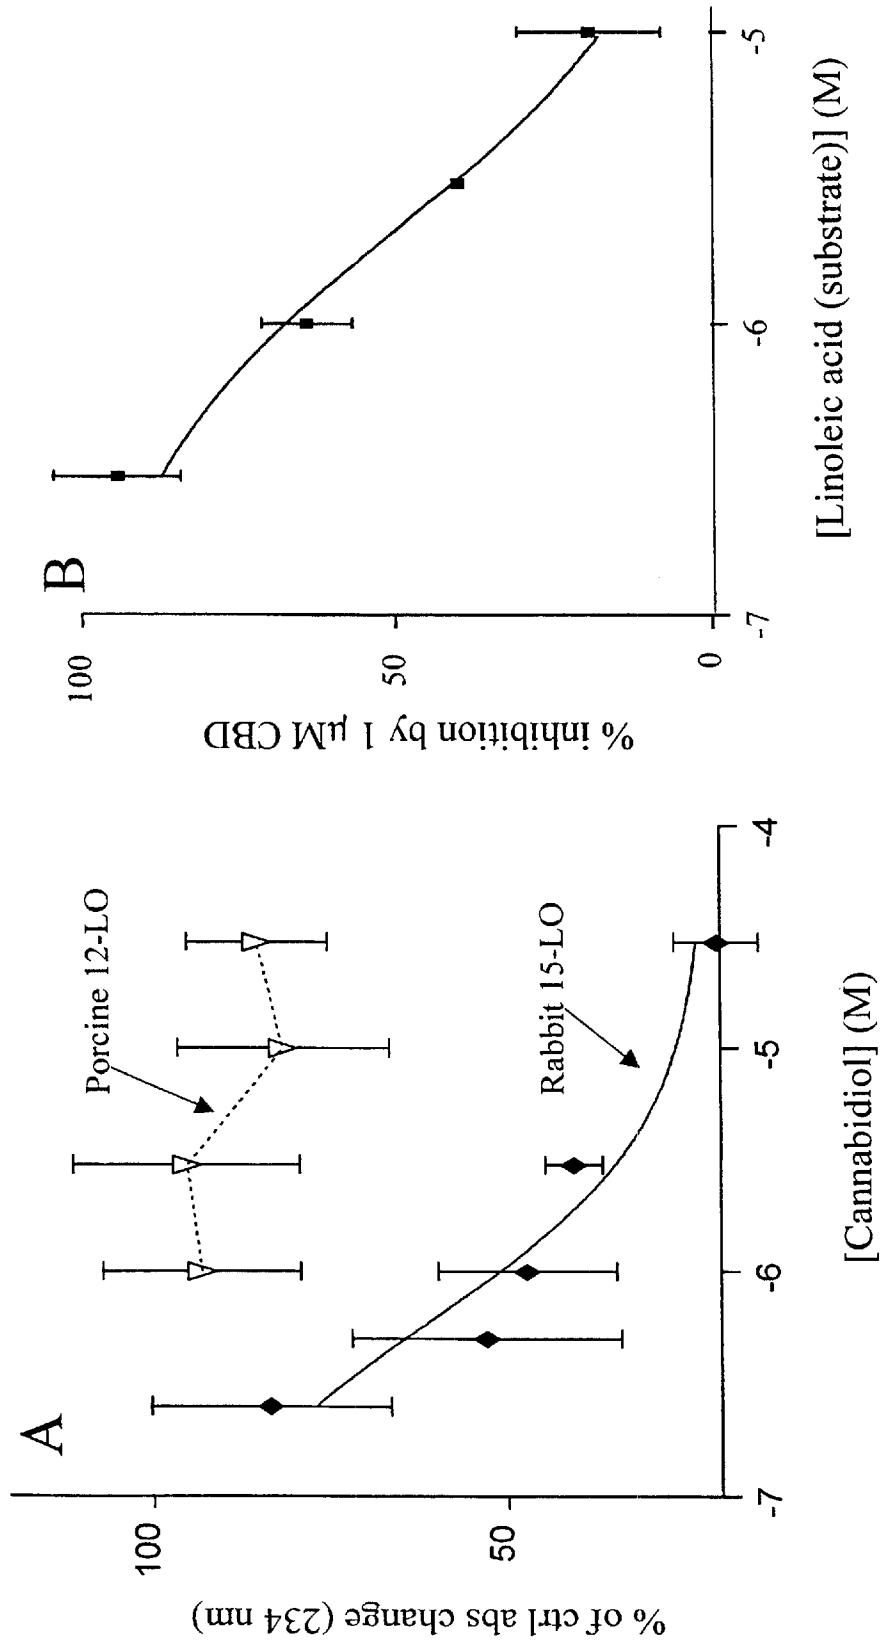 A
% of ctrl abs change (234 nm)
100
50
Porcine 12-LO
Rabbit 15-LO
-7
-6
-5
-4
[Cannabidiol] (M)
B
% inhibition by 1 µM CBD
100
50
0
-7
-6
-5
[Linoleic acid (substrate)] (M)